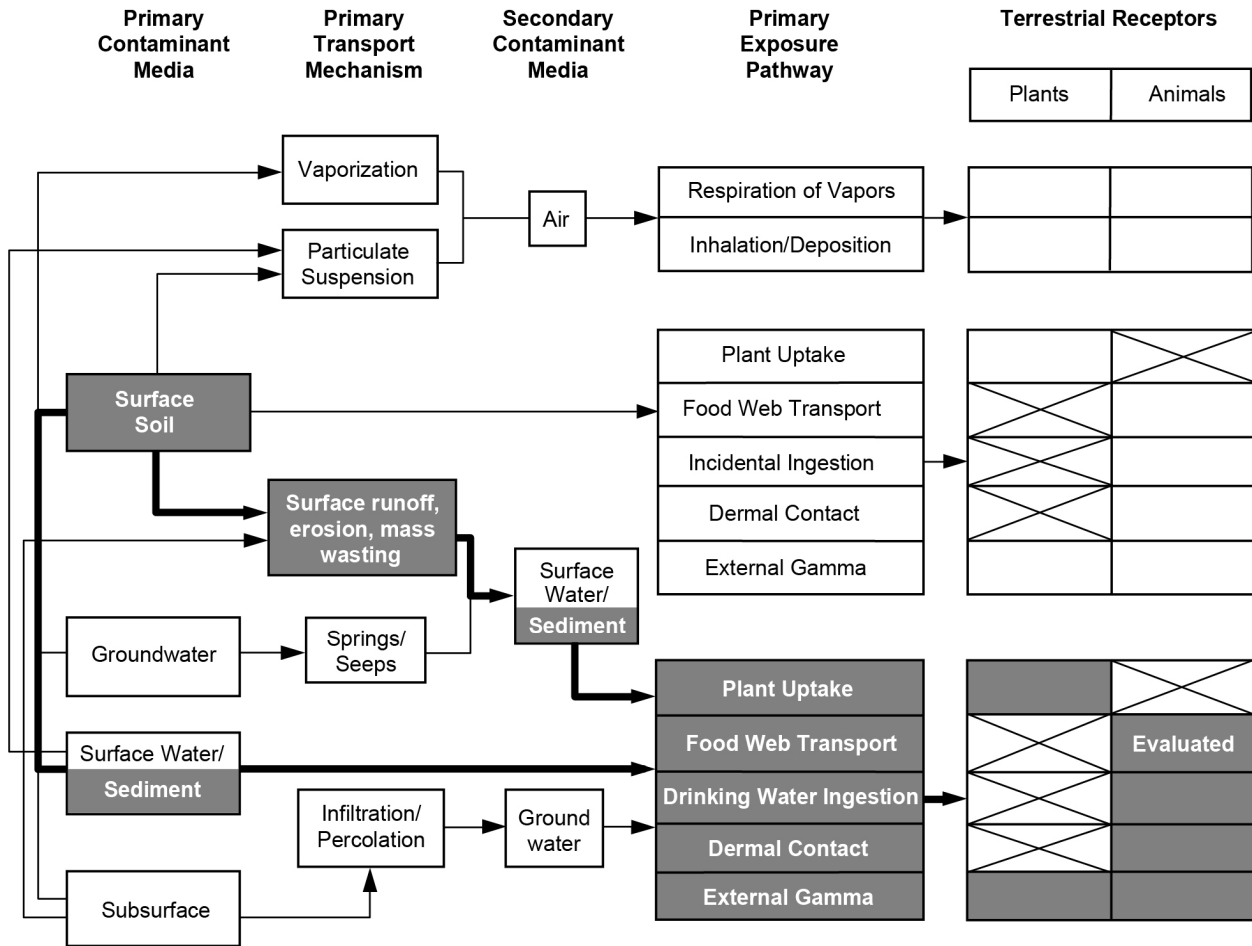 Primary
Contaminant
Media
Primary
Transport
Mechanism
Secondary
Contaminant
Media
Primary
Exposure
Pathway
Terrestrial Receptors
Plants
Animals
Vaporization
Particulate
Suspension
Air
Respiration of Vapors
Inhalation/Deposition
Surface
Soil
Plant Uptake
Food Web Transport
Incidental Ingestion
Dermal Contact
External Gamma
Surface runoff,
erosion, mass
wasting
Surface
Water/
Sediment
Groundwater
Springs/
Seeps
Surface Water/
Sediment
Infiltration/
Percolation
Ground
water
Subsurface
Plant Uptake
Food Web Transport
Drinking Water Ingestion
Dermal Contact
External Gamma
Evaluated